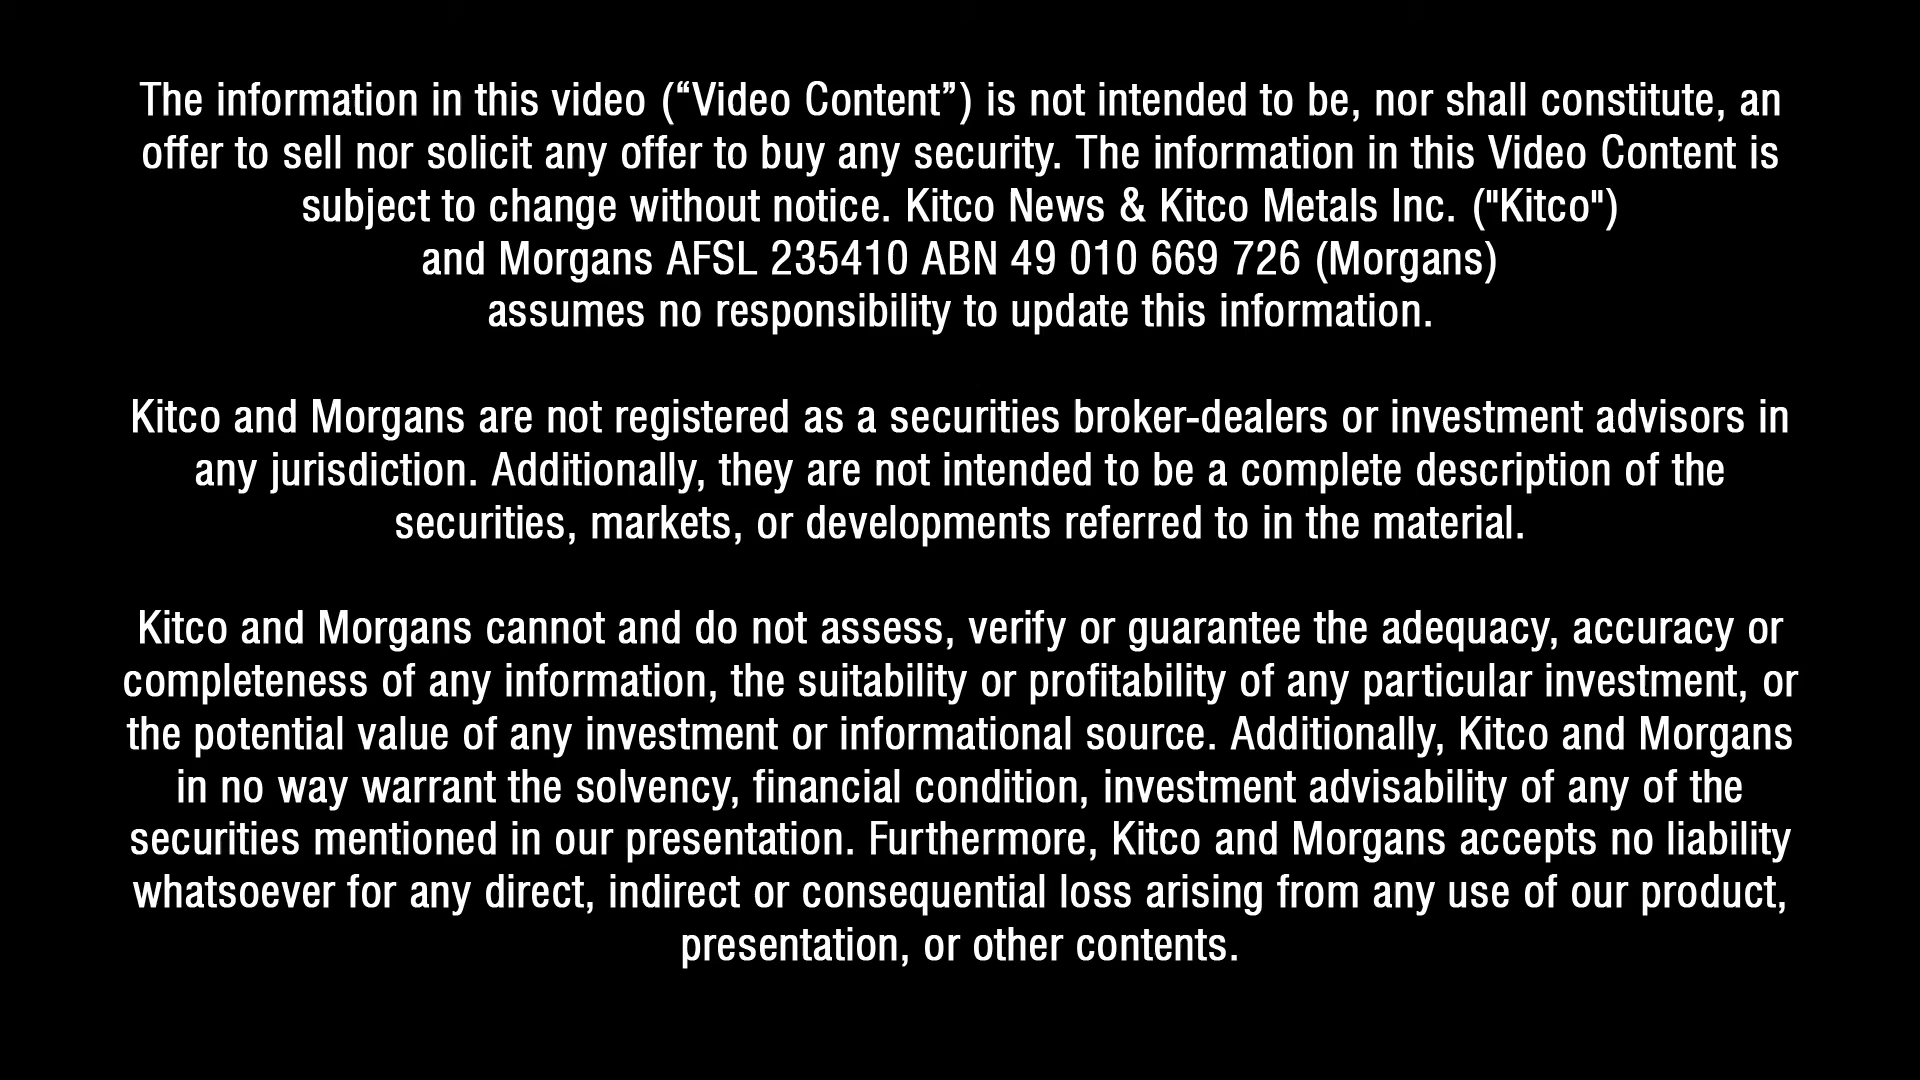 The information in this video (“Video Content”) is not intended to be, nor shall constitute, an
offer to sell nor solicit any offer to buy any security. The information in this Video Content is
subject to change without notice. Kitco News & Kitco Metals Inc. ("Kitco")
and Morgans AFSL 235410 ABN 49 010 669 726 (Morgans)
assumes no responsibility to update this information.
Kitco and Morgans are not registered as a securities broker-dealers or investment advisors in
any jurisdiction. Additionally, they are not intended to be a complete description of the
securities, markets, or developments referred to in the material.
Kitco and Morgans cannot and do not assess, verify or guarantee the adequacy, accuracy or
completeness of any information, the suitability or profitability of any particular investment, or
the potential value of any investment or informational source. Additionally, Kitco and Morgans
in no way warrant the solvency, financial condition, investment advisability of any of the
securities mentioned in our presentation. Furthermore, Kitco and Morgans accepts no liability
whatsoever for any direct, indirect or consequential loss arising from any use of our product,
presentation, or other contents.